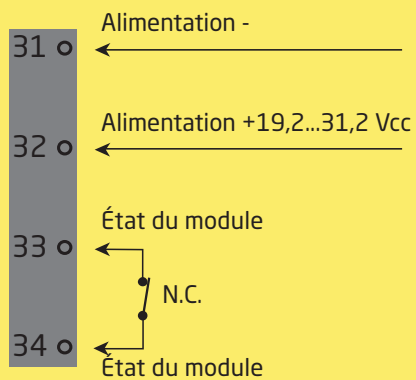 Alimentation -
31
Alimentation +19,2...31,2 Vcc
32
État du module
33
N.C.
34
État du module